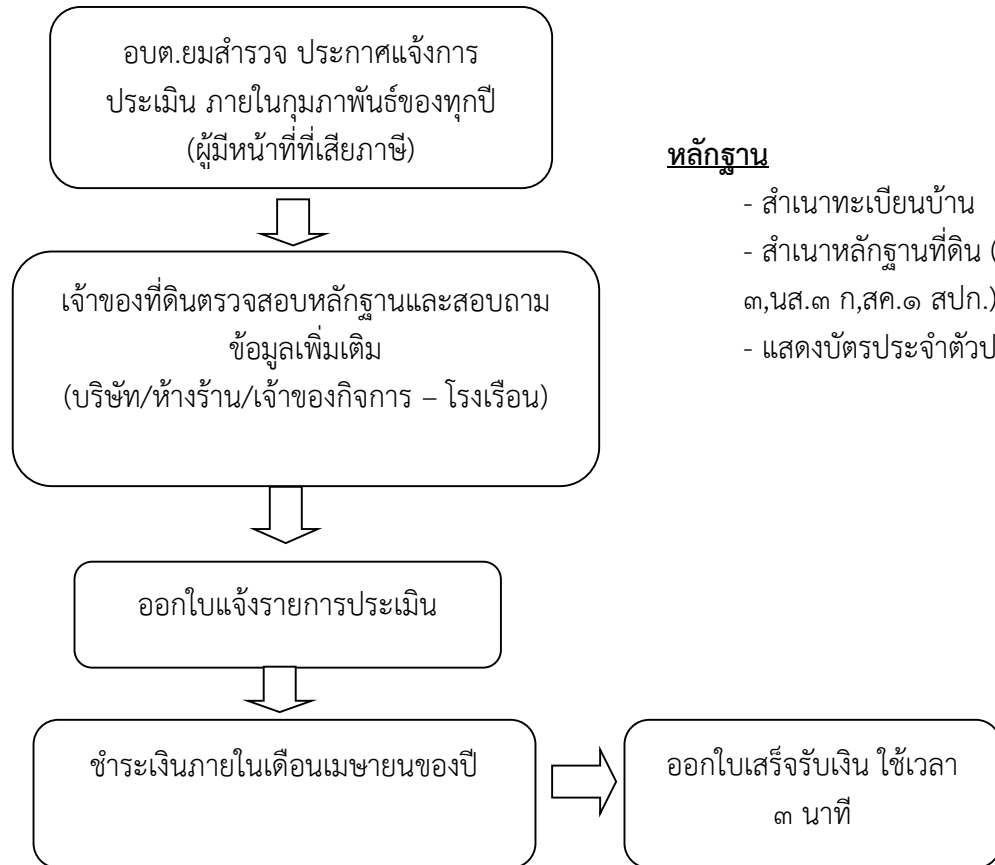 อบต.ยมสำรวจ ประกาศแจ้งการ
ประเมิน ภายในกุมภาพันธ์ของทุกปี
(ผู้มีหน้าที่ที่เสียภาษี)
หลักฐาน
- สำเนาทะเบียนบ้าน
- สำเนาหลักฐานที่ดิน (
๓,นส.๓ ก,สค.๑ สปก.)
- แสดงบัตรประจำตัวป
เจ้าของที่ดินตรวจสอบหลักฐานและสอบถาม
ข้อมูลเพิ่มเติม
(บริษัท/ห้างร้าน/เจ้าของกิจการ – โรงเรือน)
ออกใบแจ้งรายการประเมิน
ชำระเงินภายในเดือนเมษายนของปี
ออกใบเสร็จรับเงิน ใช้เวลา
๓ นาที